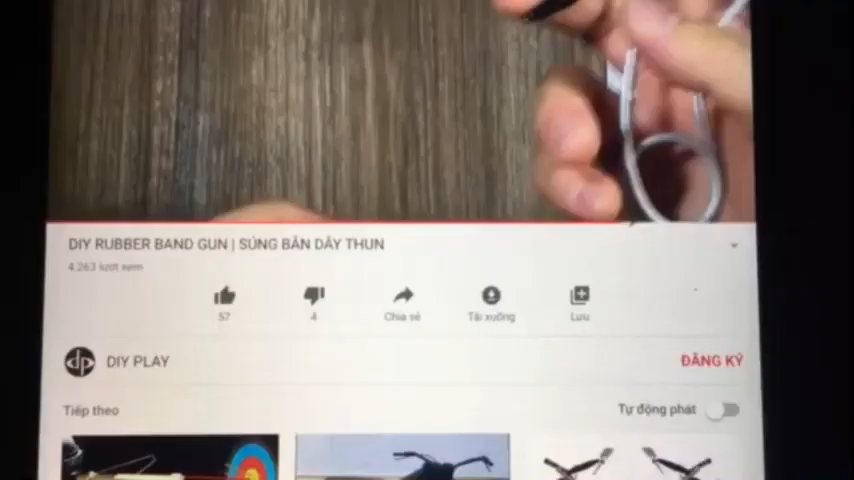 DIY RUBBER BAND GUN | SÚNG BẮN DÂY THUN
4.263 lượt xem
57
4
Chia sẻ
Tải xuống
Lưu
dp
DIY PLAY
ĐĂNG KÝ
Tiếp theo
Tự động phát